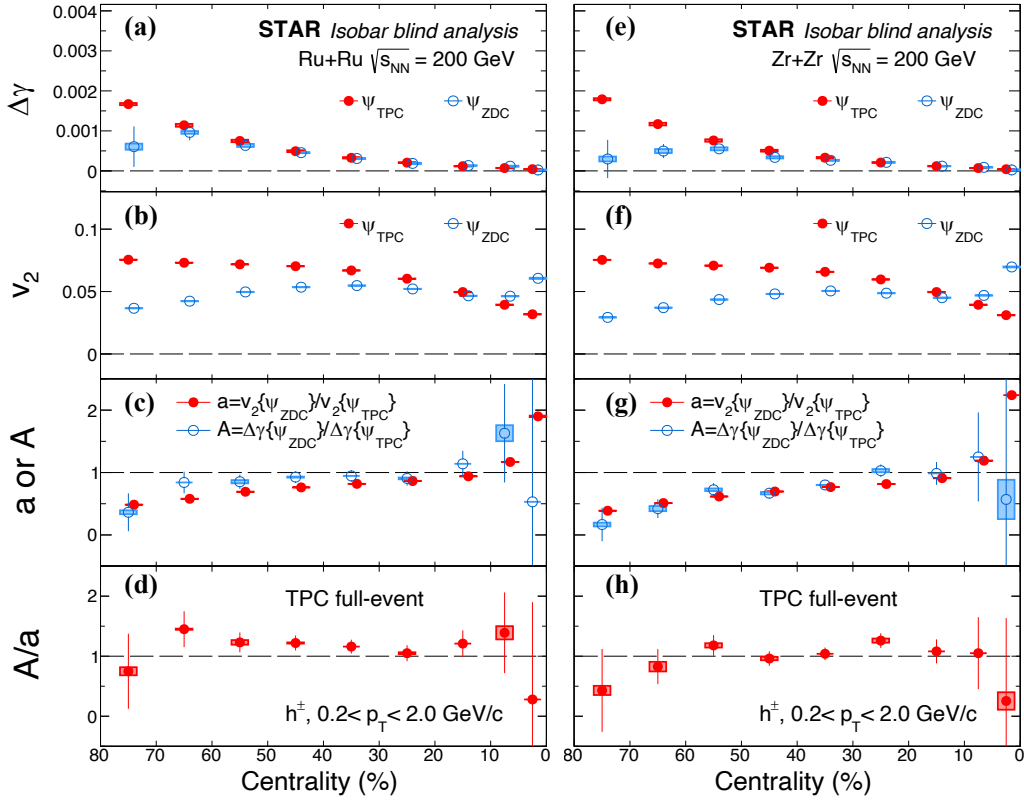 (a)
STAR Isobar blind analysis
Ru+Ru √sNN = 200 GeV
ψTPC ψZDC
Δγ
0.004
0.003
0.002
0.001
0
(e)
STAR Isobar blind analysis
Zr+Zr √sNN = 200 GeV
ψTPC ψZDC
(b)
ψTPC ψZDC
v2
0.1
0.05
0
(f)
ψTPC ψZDC
(c)
a=v2{ψZDC}/v2{ψTPC}
A=Δγ{ψZDC}/Δγ{ψTPC}
a or A
2
1
0
(g)
a=v2{ψZDC}/v2{ψTPC}
A=Δγ{ψZDC}/Δγ{ψTPC}
(d)
TPC full-event
h±, 0.2< pT< 2.0 GeV/c
A/a
2
1
0
(h)
TPC full-event
h±, 0.2< pT< 2.0 GeV/c
80 70 60 50 40 30 20 10 0
Centrality (%)
80 70 60 50 40 30 20 10 0
Centrality (%)